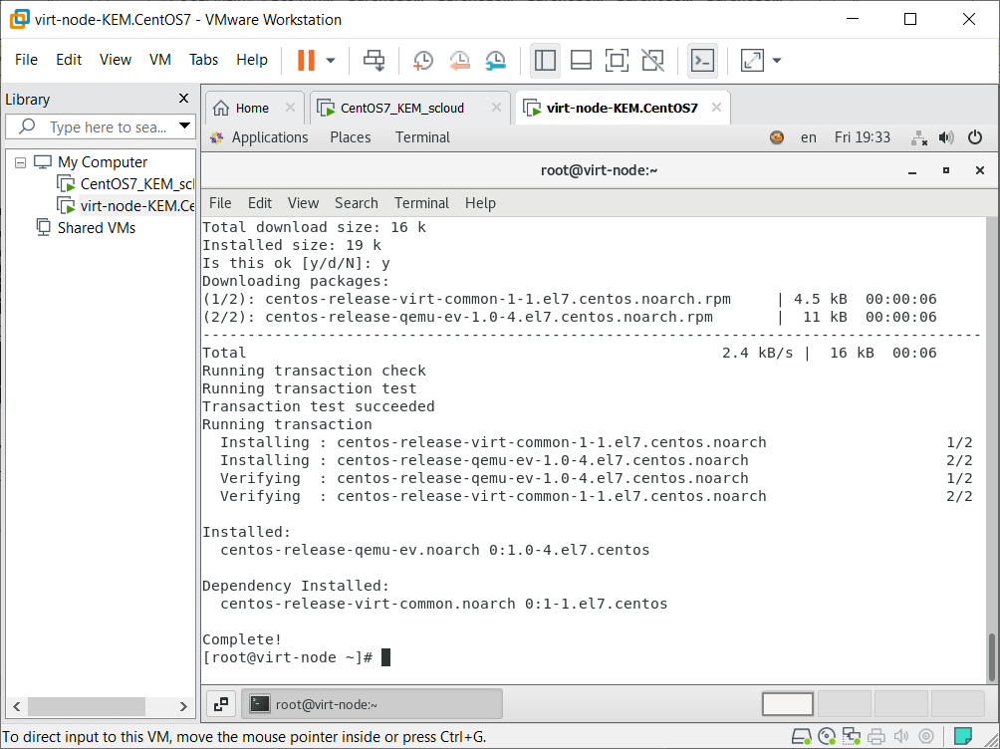 virt-node-KEM.CentOS7 - VMware Workstation
File Edit View VM Tabs Help
Library
Type here to sea...
My Computer
CentOS7_KEM_scl
virt-node-KEM.Ce
Shared VMs
Home CentOS7_KEM_scloud virt-node-KEM.CentOS7
Applications Places Terminal en Fri 19:33
root@virt-node:~
File Edit View Search Terminal Help
Total download size: 16 k
Installed size: 19 k
Is this ok [y/d/N]: y
Downloading packages:
(1/2): centos-release-virt-common-1-1.el7.centos.noarch.rpm | 4.5 kB 00:00:06
(2/2): centos-release-qemu-ev-1.0-4.el7.centos.noarch.rpm | 11 kB 00:00:06
--------------------------------------------------------------------------------
Total 2.4 kB/s | 16 kB 00:06
Running transaction check
Running transaction test
Transaction test succeeded
Running transaction
Installing : centos-release-virt-common-1-1.el7.centos.noarch 1/2
Installing : centos-release-qemu-ev-1.0-4.el7.centos.noarch 2/2
Verifying : centos-release-qemu-ev-1.0-4.el7.centos.noarch 1/2
Verifying : centos-release-virt-common-1-1.el7.centos.noarch 2/2
Installed:
centos-release-qemu-ev.noarch 0:1.0-4.el7.centos
Dependency Installed:
centos-release-virt-common.noarch 0:1-1.el7.centos
Complete!
[root@virt-node ~]#
root@virt-node:~
To direct input to this VM, move the mouse pointer inside or press Ctrl+G.